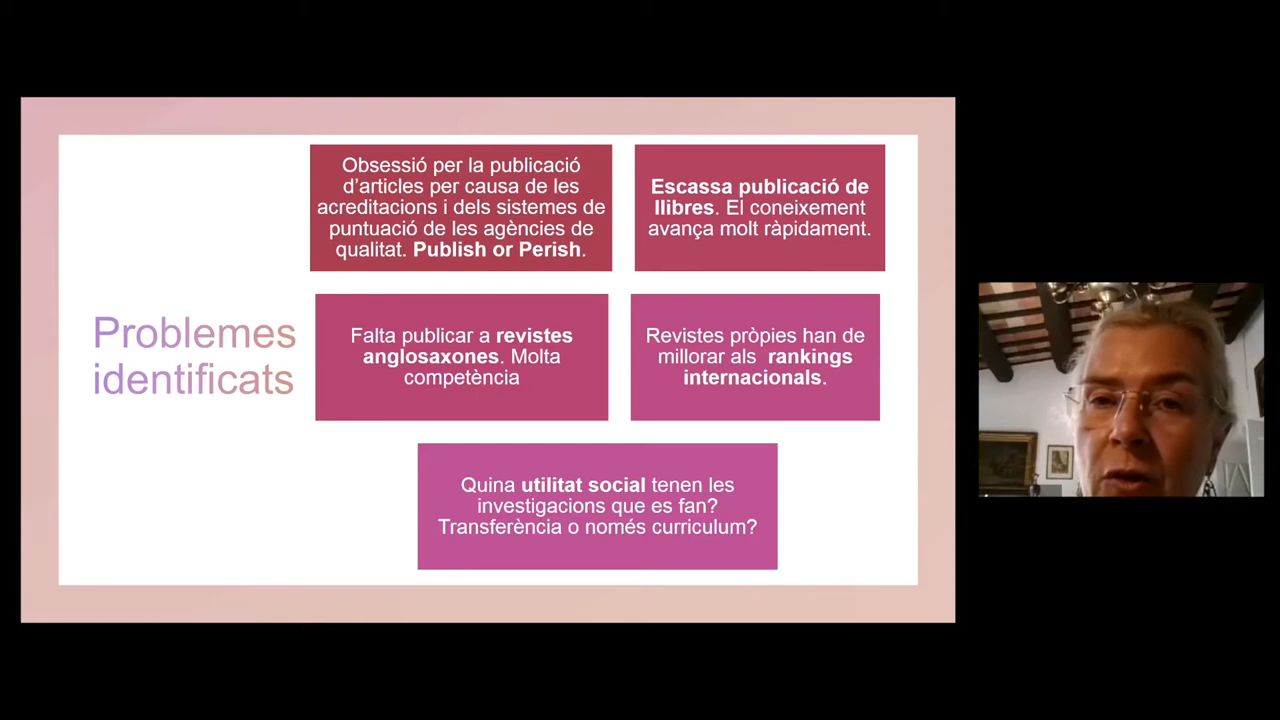 Problemes
identificats
Obsessió per la publicació
d'articles per causa de les
acreditacions i dels sistemes de
puntuació de les agències de
qualitat. Publish or Perish.
Escassa publicació de
llibres. El coneixement
avança molt ràpidament.
Falta publicar a revistes
anglosaxones. Molta
competència
Revistes pròpies han de
millorar als rankings
internacionals.
Quina utilitat social tenen les
investigacions que es fan?
Transferència o només curriculum?